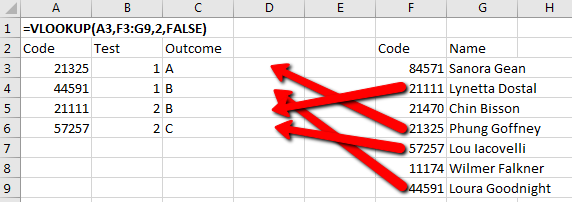 A B C D E F G H
1 =VLOOKUP(A3,F3:G9,2,FALSE)
2 Code Test Outcome Code Name
3 21325 1 A 84571 Sanora Gean
4 44591 1 B 21111 Lynetta Dostal
5 21111 2 B 21470 Chin Bisson
6 57257 2 C 21325 Phung Goffney
7 57257 Lou Iacovelli
8 11174 Wilmer Falkner
9 44591 Loura Goodnight